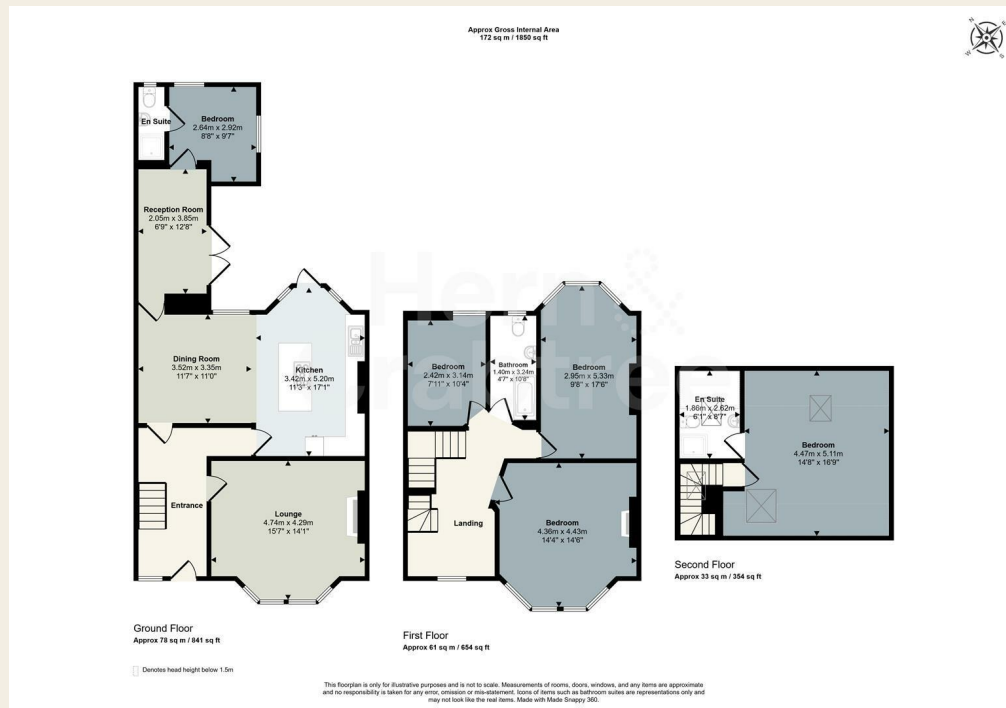 Approx Gross Internal Area
172 sq m / 1850 sq ft
N
E
S
W
En Suite
Bedroom
2.64m x 2.92m
8'8" x 9'7"
Reception Room
2.05m x 3.85m
6'9" x 12'8"
Dining Room
3.52m x 3.35m
11'7" x 11'0"
Kitchen
3.42m x 5.20m
11'3" x 17'1"
Entrance
Lounge
4.74m x 4.29m
15'7" x 14'1"
Ground Floor
Approx 78 sq m / 841 sq ft
Denotes head height below 1.5m
Hern &
Crabtree
Bedroom
2.42m x 3.14m
7'11" x 10'4"
Bathroom
1.40m x 3.24m
4'7" x 10'8"
Bedroom
2.95m x 5.33m
9'8" x 17'6"
Landing
Bedroom
4.36m x 4.43m
14'4" x 14'6"
First Floor
Approx 61 sq m / 654 sq ft
En Suite
1.86m x 2.62m
6'1" x 8'7"
Bedroom
4.47m x 5.11m
14'8" x 16'9"
Second Floor
Approx 33 sq m / 354 sq ft
This floorplan is only for illustrative purposes and is not to scale. Measurements of rooms, doors, windows, and any items are approximate
and no responsibility is taken for any error, omission or mis-statement. Icons of items such as bathroom suites are representations only and
may not look like the real items. Made with Made Snappy 360.